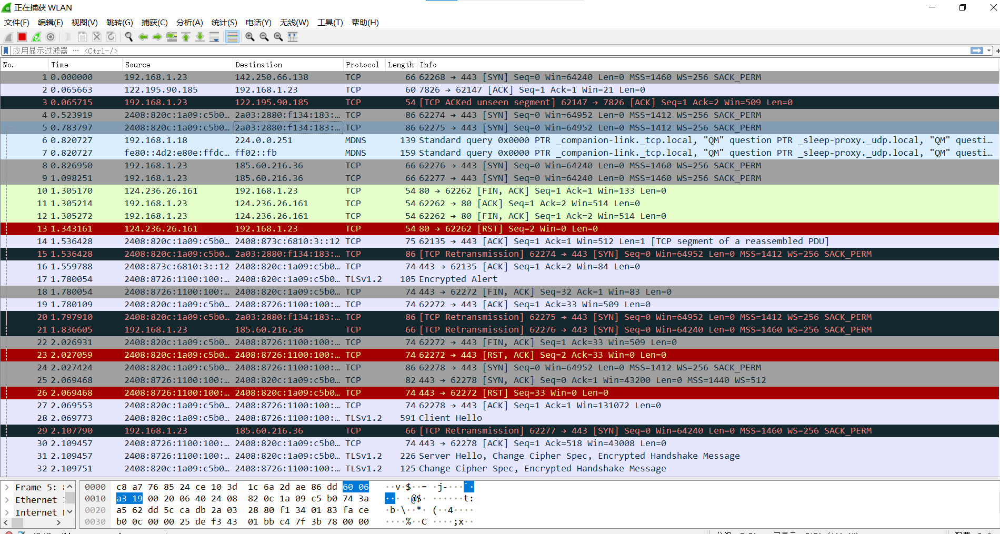 正在捕获 WLAN
文件(F) 编辑(E) 视图(V) 跳转(G) 捕获(C) 分析(A) 统计(S) 电话(Y) 无线(W) 工具(T) 帮助(H)
应用显示过滤器 … <Ctrl-/>
No. Time Source Destination Protocol Length Info
1 0.000000 192.168.1.23 142.250.66.138 TCP 66 62268 → 443 [SYN] Seq=0 Win=64240 Len=0 MSS=1460 WS=256 SACK_PERM
2 0.065663 122.195.90.185 192.168.1.23 TCP 60 7826 → 62147 [ACK] Seq=1 Ack=1 Win=21 Len=0
3 0.065715 192.168.1.23 122.195.90.185 TCP 54 [TCP ACKed unseen segment] 62147 → 7826 [ACK] Seq=1 Ack=2 Win=509 Len=0
4 0.523919 2408:820c:1a09:c5b0… 2a03:2880:f134:183:… TCP 86 62274 → 443 [SYN] Seq=0 Win=64952 Len=0 MSS=1412 WS=256 SACK_PERM
5 0.783797 2408:820c:1a09:c5b0… 2a03:2880:f134:183:… TCP 86 62275 → 443 [SYN] Seq=0 Win=64952 Len=0 MSS=1412 WS=256 SACK_PERM
6 0.820727 192.168.1.18 224.0.0.251 MDNS 139 Standard query 0x0000 PTR _companion-link._tcp.local, "QM" question PTR _sleep-proxy._udp.local, "QM" questi…
7 0.820727 fe80::4d2:e80e:ffdc… ff02::fb MDNS 159 Standard query 0x0000 PTR _companion-link._tcp.local, "QM" question PTR _sleep-proxy._udp.local, "QM" questi…
8 0.826950 192.168.1.23 185.60.216.36 TCP 66 62276 → 443 [SYN] Seq=0 Win=64240 Len=0 MSS=1460 WS=256 SACK_PERM
9 1.098251 192.168.1.23 185.60.216.36 TCP 66 62277 → 443 [SYN] Seq=0 Win=64240 Len=0 MSS=1460 WS=256 SACK_PERM
10 1.305170 124.236.26.161 192.168.1.23 TCP 54 80 → 62262 [FIN, ACK] Seq=1 Ack=1 Win=133 Len=0
11 1.305214 192.168.1.23 124.236.26.161 TCP 54 62262 → 80 [ACK] Seq=1 Ack=2 Win=514 Len=0
12 1.305272 192.168.1.23 124.236.26.161 TCP 54 62262 → 80 [FIN, ACK] Seq=1 Ack=2 Win=514 Len=0
13 1.343161 124.236.26.161 192.168.1.23 TCP 54 80 → 62262 [RST] Seq=2 Win=0 Len=0
14 1.536428 2408:820c:1a09:c5b0… 2408:873c:6810:3::12 TCP 75 62135 → 443 [ACK] Seq=1 Ack=1 Win=512 Len=1 [TCP segment of a reassembled PDU]
15 1.536428 2408:820c:1a09:c5b0… 2a03:2880:f134:183:… TCP 86 [TCP Retransmission] 62274 → 443 [SYN] Seq=0 Win=64952 Len=0 MSS=1412 WS=256 SACK_PERM
16 1.559788 2408:873c:6810:3::12 2408:820c:1a09:c5b0… TCP 74 443 → 62135 [ACK] Seq=1 Ack=2 Win=84 Len=0
17 1.780054 2408:8726:1100:100:… 2408:820c:1a09:c5b0… TLSv1.2 105 Encrypted Alert
18 1.780054 2408:8726:1100:100:… 2408:820c:1a09:c5b0… TCP 74 443 → 62272 [FIN, ACK] Seq=32 Ack=1 Win=83 Len=0
19 1.780109 2408:820c:1a09:c5b0… 2408:8726:1100:100:… TCP 74 62272 → 443 [ACK] Seq=1 Ack=33 Win=509 Len=0
20 1.797910 2408:820c:1a09:c5b0… 2a03:2880:f134:183:… TCP 86 [TCP Retransmission] 62275 → 443 [SYN] Seq=0 Win=64952 Len=0 MSS=1412 WS=256 SACK_PERM
21 1.836605 192.168.1.23 185.60.216.36 TCP 66 [TCP Retransmission] 62276 → 443 [SYN] Seq=0 Win=64240 Len=0 MSS=1460 WS=256 SACK_PERM
22 2.026931 2408:820c:1a09:c5b0… 2408:8726:1100:100:… TCP 74 62272 → 443 [FIN, ACK] Seq=1 Ack=33 Win=509 Len=0
23 2.027059 2408:820c:1a09:c5b0… 2408:8726:1100:100:… TCP 74 62272 → 443 [RST, ACK] Seq=2 Ack=33 Win=0 Len=0
24 2.027424 2408:820c:1a09:c5b0… 2408:8726:1100:100:… TCP 86 62278 → 443 [SYN] Seq=0 Win=64952 Len=0 MSS=1412 WS=256 SACK_PERM
25 2.069468 2408:8726:1100:100:… 2408:820c:1a09:c5b0… TCP 82 443 → 62278 [SYN, ACK] Seq=0 Ack=1 Win=43200 Len=0 MSS=1440 WS=512
26 2.069468 2408:8726:1100:100:… 2408:820c:1a09:c5b0… TCP 74 443 → 62272 [RST] Seq=33 Win=0 Len=0
27 2.069553 2408:820c:1a09:c5b0… 2408:8726:1100:100:… TCP 74 62278 → 443 [ACK] Seq=1 Ack=1 Win=131072 Len=0
28 2.069773 2408:820c:1a09:c5b0… 2408:8726:1100:100:… TLSv1.2 591 Client Hello
29 2.107790 192.168.1.23 185.60.216.36 TCP 66 [TCP Retransmission] 62277 → 443 [SYN] Seq=0 Win=64240 Len=0 MSS=1460 WS=256 SACK_PERM
30 2.109457 2408:8726:1100:100:… 2408:820c:1a09:c5b0… TCP 74 443 → 62278 [ACK] Seq=1 Ack=518 Win=43008 Len=0
31 2.109457 2408:8726:1100:100:… 2408:820c:1a09:c5b0… TLSv1.2 226 Server Hello, Change Cipher Spec, Encrypted Handshake Message
32 2.109751 2408:820c:1a09:c5b0… 2408:8726:1100:100:… TLSv1.2 125 Change Cipher Spec, Encrypted Handshake Message
Frame 5:
Ethernet
Internet
0000 c8 a7 76 85 24 ce 10 3d 1c 6a 2d ae 86 dd 60 06 ··v·$··= ·j-···`·
0010 a3 19 00 20 06 40 24 08 82 0c 1a 09 c5 b0 74 3a ··· ·@$· ······t:
0020 a5 62 dd 5c ca db 2a 03 28 80 f1 34 01 83 fa ce ·b·\··*· (··4····
0030 b0 0c 00 00 25 de f3 43 01 bb c4 7f 3b 78 00 00 ····%··C ····;x··